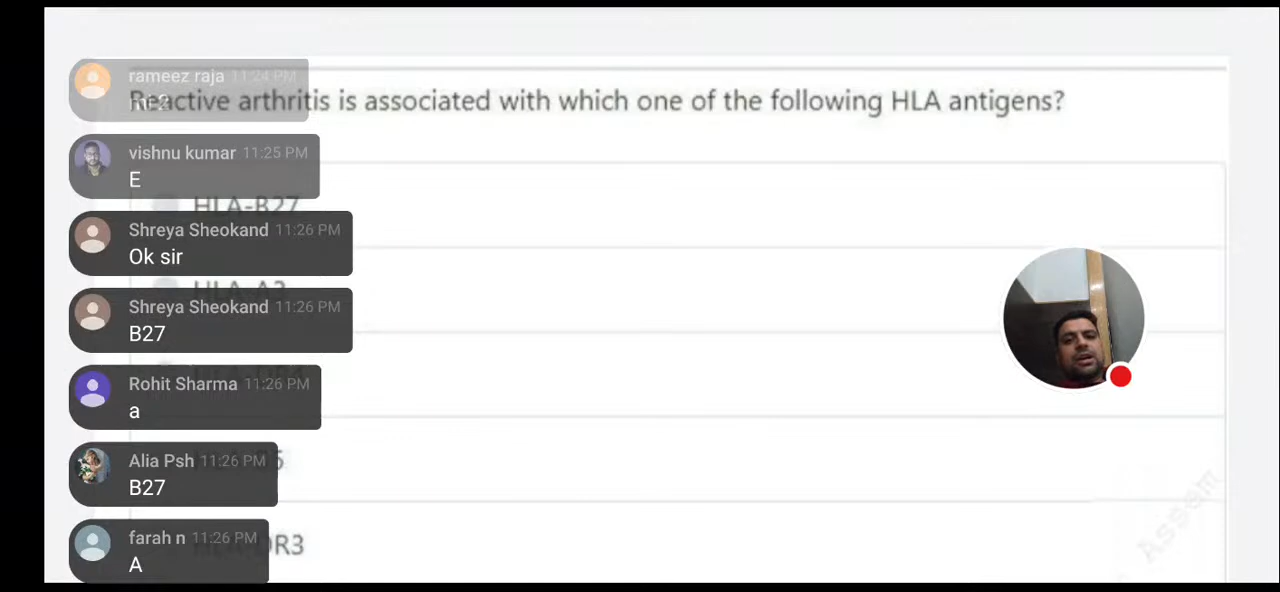 rameez raja 11:24 PM
Reactive arthritis is associated with which one of the following HLA antigens?
vishnu kumar 11:25 PM
E
HLA-B27
Shreya Sheokand 11:26 PM
Ok sir
Shreya Sheokand 11:26 PM
B27
Rohit Sharma 11:26 PM
a
Alia Psh 11:26 PM
B27
farah n 11:26 PM
DR3
A
Assam